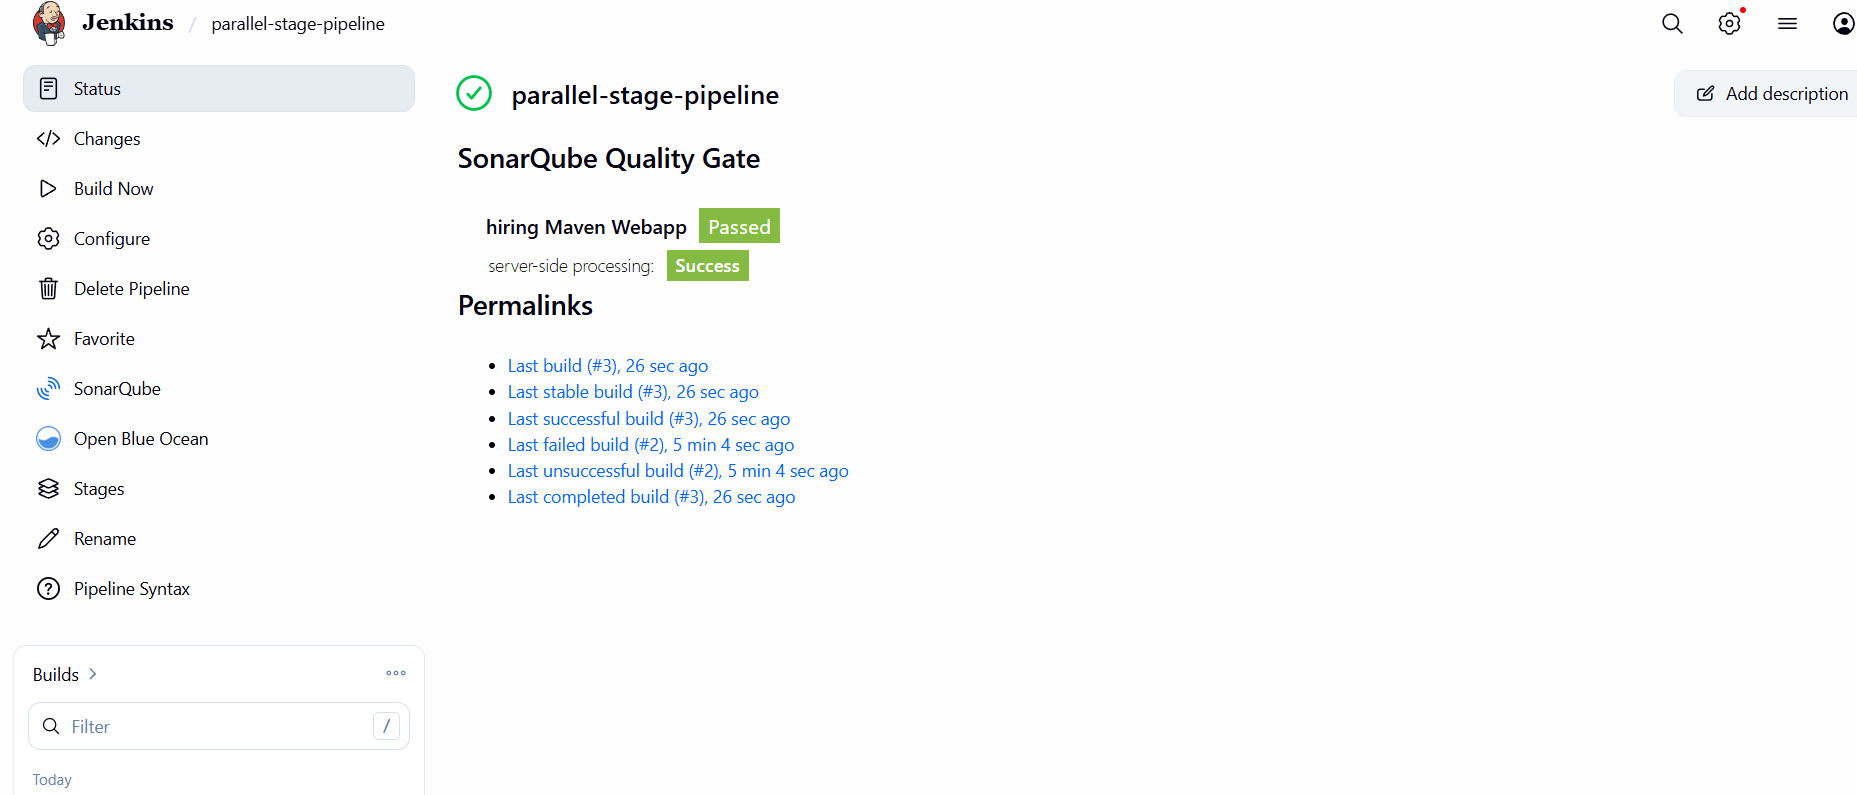 Jenkins / parallel-stage-pipeline
Status
Changes
Build Now
Configure
Delete Pipeline
Favorite
SonarQube
Open Blue Ocean
Stages
Rename
Pipeline Syntax
Builds
Filter /
Today
parallel-stage-pipeline
Add description
SonarQube Quality Gate
hiring Maven Webapp Passed
server-side processing: Success
Permalinks
Last build (#3), 26 sec ago
Last stable build (#3), 26 sec ago
Last successful build (#3), 26 sec ago
Last failed build (#2), 5 min 4 sec ago
Last unsuccessful build (#2), 5 min 4 sec ago
Last completed build (#3), 26 sec ago